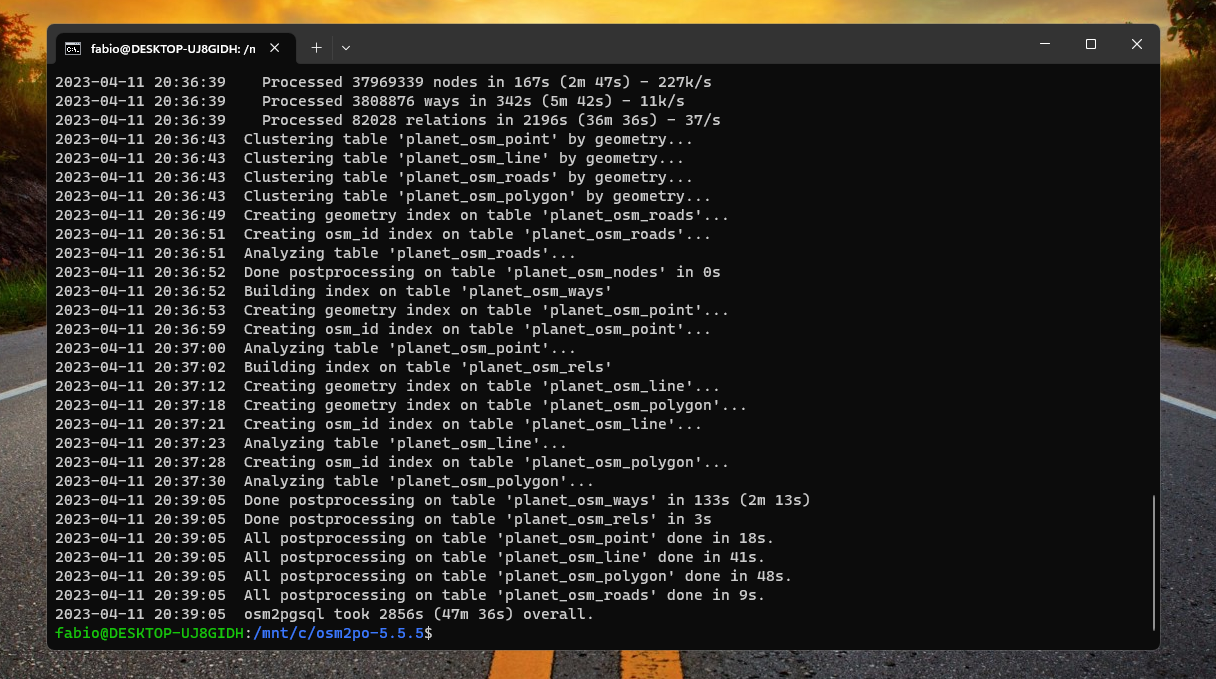 fabio@DESKTOP-UJ8GIDH: /n
2023-04-11 20:36:39    Processed 37969339 nodes in 167s (2m 47s) - 227k/s
2023-04-11 20:36:39    Processed 3808876 ways in 342s (5m 42s) - 11k/s
2023-04-11 20:36:39    Processed 82028 relations in 2196s (36m 36s) - 37/s
2023-04-11 20:36:43  Clustering table 'planet_osm_point' by geometry...
2023-04-11 20:36:43  Clustering table 'planet_osm_line' by geometry...
2023-04-11 20:36:43  Clustering table 'planet_osm_roads' by geometry...
2023-04-11 20:36:43  Clustering table 'planet_osm_polygon' by geometry...
2023-04-11 20:36:49  Creating geometry index on table 'planet_osm_roads'...
2023-04-11 20:36:51  Creating osm_id index on table 'planet_osm_roads'...
2023-04-11 20:36:51  Analyzing table 'planet_osm_roads'...
2023-04-11 20:36:52  Done postprocessing on table 'planet_osm_nodes' in 0s
2023-04-11 20:36:52  Building index on table 'planet_osm_ways'
2023-04-11 20:36:53  Creating geometry index on table 'planet_osm_point'...
2023-04-11 20:36:59  Creating osm_id index on table 'planet_osm_point'...
2023-04-11 20:37:00  Analyzing table 'planet_osm_point'...
2023-04-11 20:37:02  Building index on table 'planet_osm_rels'
2023-04-11 20:37:12  Creating geometry index on table 'planet_osm_line'...
2023-04-11 20:37:18  Creating geometry index on table 'planet_osm_polygon'...
2023-04-11 20:37:21  Creating osm_id index on table 'planet_osm_line'...
2023-04-11 20:37:23  Analyzing table 'planet_osm_line'...
2023-04-11 20:37:28  Creating osm_id index on table 'planet_osm_polygon'...
2023-04-11 20:37:30  Analyzing table 'planet_osm_polygon'...
2023-04-11 20:39:05  Done postprocessing on table 'planet_osm_ways' in 133s (2m 13s)
2023-04-11 20:39:05  Done postprocessing on table 'planet_osm_rels' in 3s
2023-04-11 20:39:05  All postprocessing on table 'planet_osm_point' done in 18s.
2023-04-11 20:39:05  All postprocessing on table 'planet_osm_line' done in 41s.
2023-04-11 20:39:05  All postprocessing on table 'planet_osm_polygon' done in 48s.
2023-04-11 20:39:05  All postprocessing on table 'planet_osm_roads' done in 9s.
2023-04-11 20:39:05  osm2pgsql took 2856s (47m 36s) overall.
fabio@DESKTOP-UJ8GIDH:/mnt/c/osm2po-5.5.5$